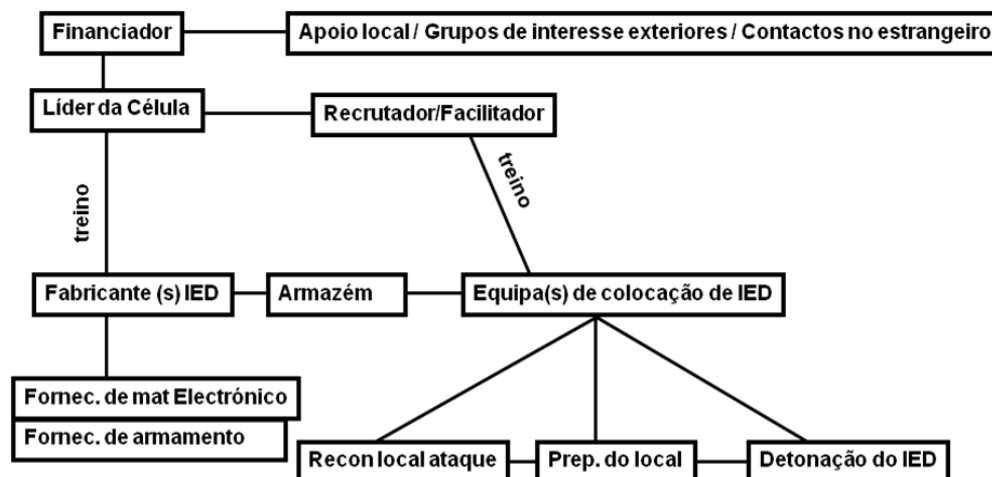 Financiador
Apoio local / Grupos de interesse exteriores / Contactos no estrangeiro
Líder da Célula
Recrutador/Facilitador
treino
treino
Fabricante (s) IED
Armazém
Equipa(s) de colocação de IED
Fornec. de mat Electrónico
Fornec. de armamento
Recon local ataque
Prep. do local
Detonação do IED